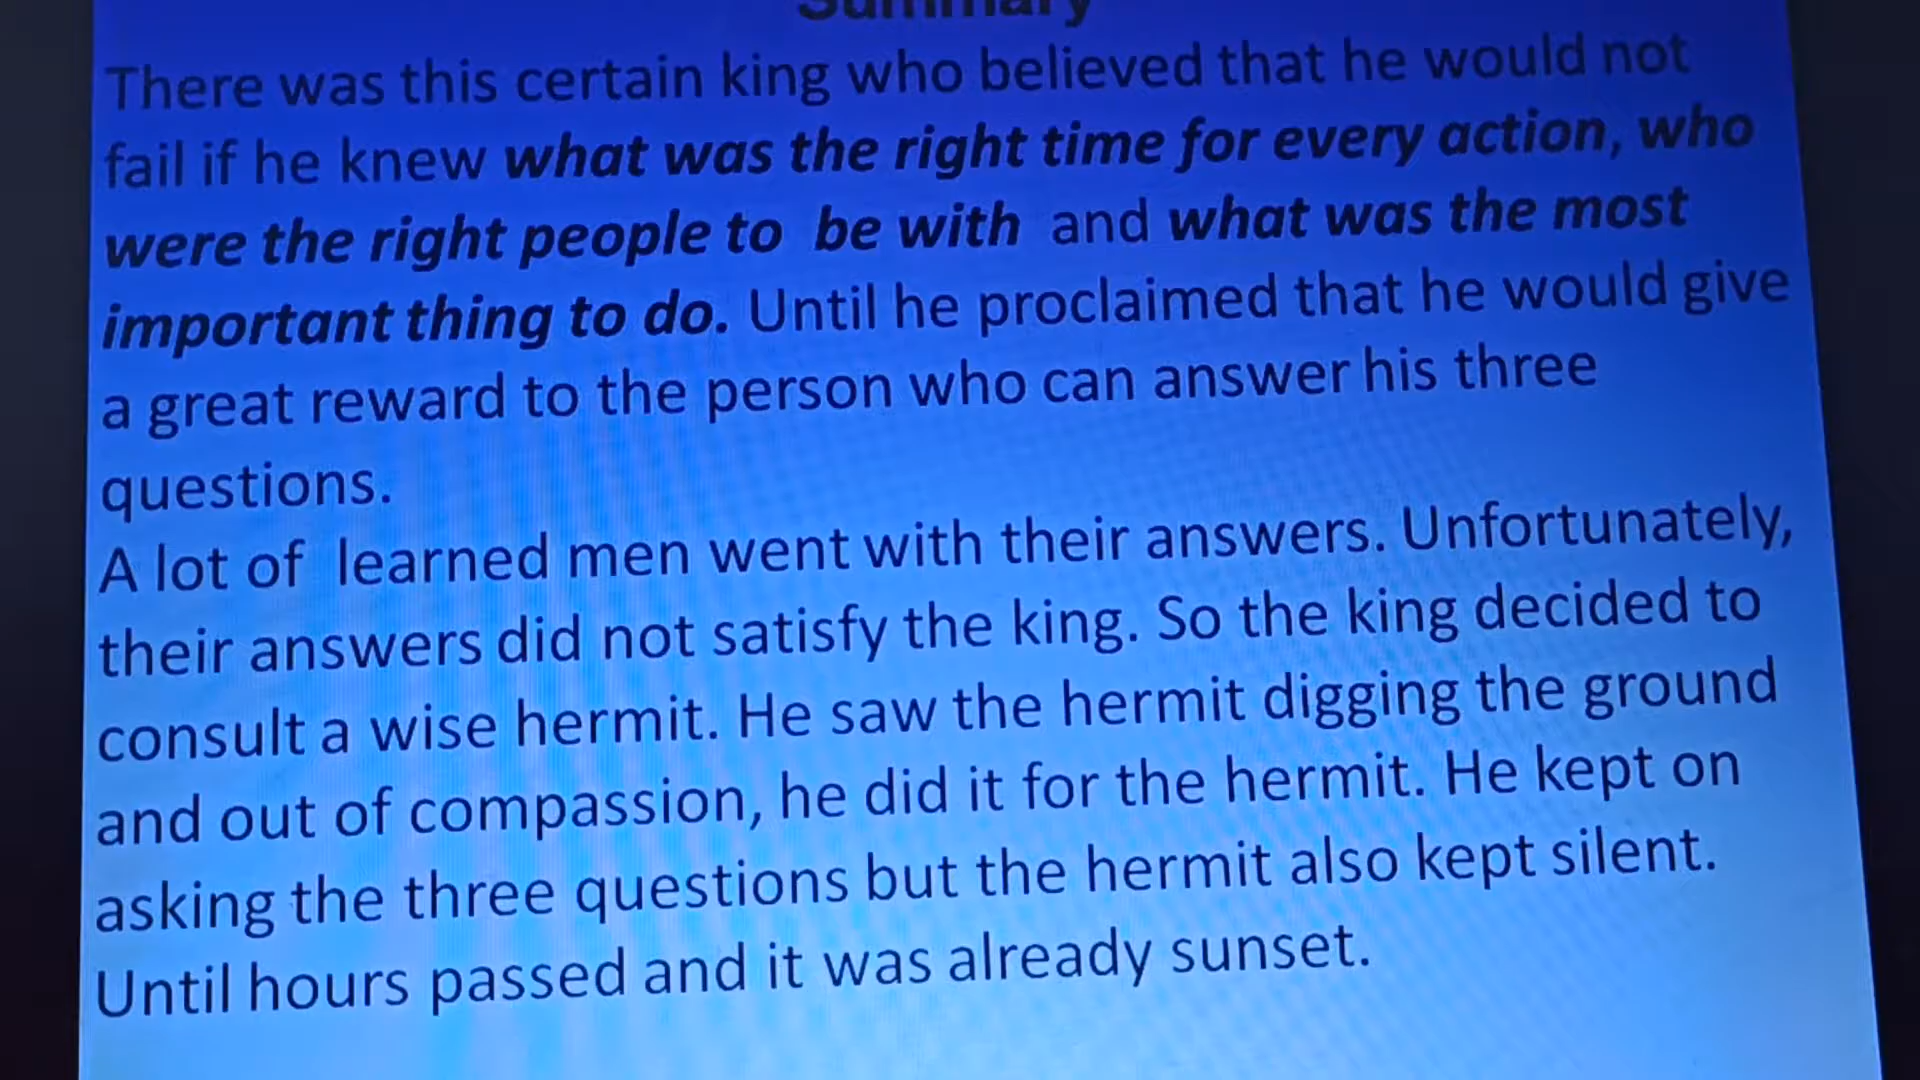 Summary
There was this certain king who believed that he would not
fail if he knew what was the right time for every action, who
were the right people to be with and what was the most
important thing to do. Until he proclaimed that he would give
a great reward to the person who can answer his three
questions.
A lot of learned men went with their answers. Unfortunately,
their answers did not satisfy the king. So the king decided to
consult a wise hermit. He saw the hermit digging the ground
and out of compassion, he did it for the hermit. He kept on
asking the three questions but the hermit also kept silent.
Until hours passed and it was already sunset.